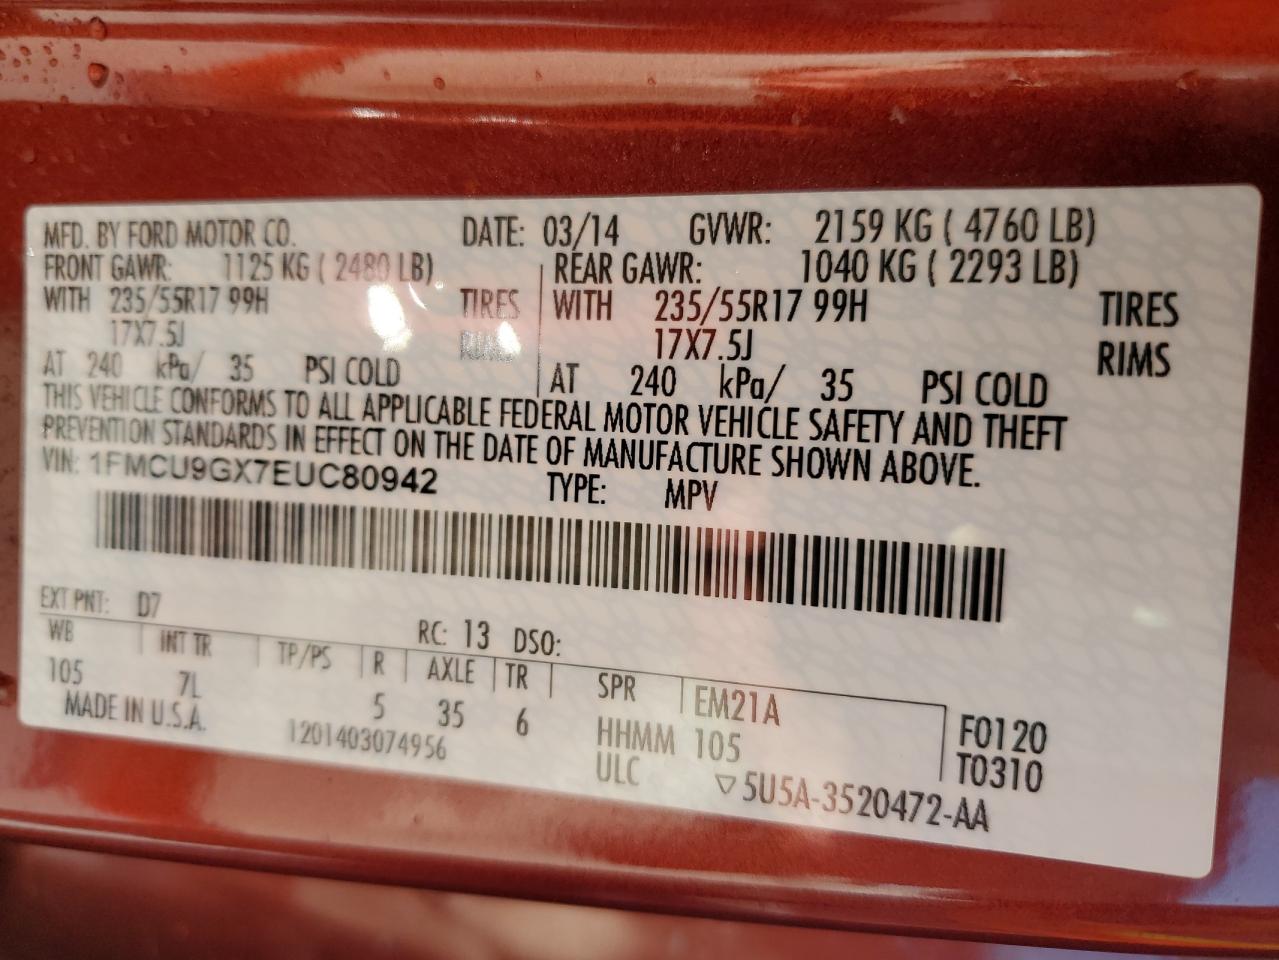 MFD. BY FORD MOTOR CO. DATE: 03/14 GVWR: 2159 KG ( 4760 LB)
FRONT GAWR: 1125 KG ( 2480 LB) REAR GAWR: 1040 KG ( 2293 LB)
WITH 235/55R17 99H TIRES WITH 235/55R17 99H TIRES
17X7.5J RIMS 17X7.5J RIMS
AT 240 kPa/ 35 PSI COLD AT 240 kPa/ 35 PSI COLD
THIS VEHICLE CONFORMS TO ALL APPLICABLE FEDERAL MOTOR VEHICLE SAFETY AND THEFT
PREVENTION STANDARDS IN EFFECT ON THE DATE OF MANUFACTURE SHOWN ABOVE.
VIN: 1FMCU9GX7EUC80942 TYPE: MPV
EXT PNT: D7 RC: 13 DSO:
WB INT TR TP/PS R AXLE TR SPR EM21A
105 7L 5 35 6 HHMM 105 F0120
MADE IN U.S.A. 1201403074956 ULC T0310
▽5U5A-3520472-AA